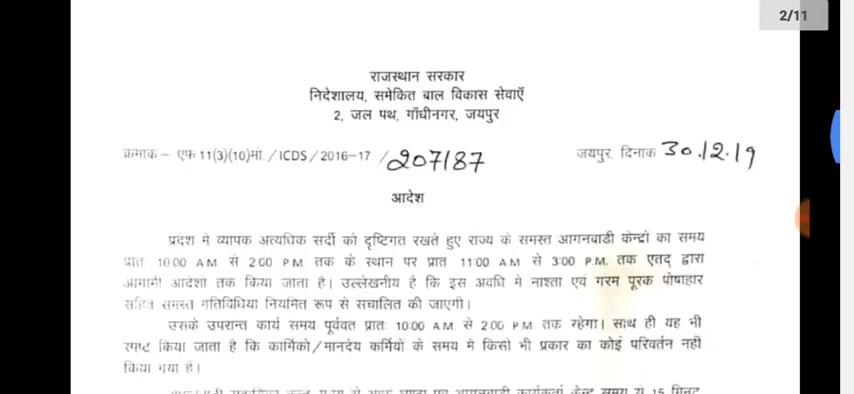 2/11
राजस्थान सरकार
निदेशालय, समेकित बाल विकास सेवाऍ
2, जल पथ, गॉधीनगर, जयपुर
क्रमाक – एफ 11(3)(10)मां./ICDS/2016-17 /207187 जयपुर, दिनाक 30.12.19
आदेश
प्रदेश मे व्यापक अत्यधिक सर्दी को दृष्टिगत रखते हुए राज्य के समस्त आगनबाडी केन्द्रो का समय
प्रात 10:00 A M से 2:00 P M तक के स्थान पर प्रात 11:00 A M से 3:00 P.M. तक एतद् द्वारा
आगामी आदेशो तक किया जाता है। उल्लेखनीय है कि इस अवधि मे नाश्ता एवं गरम पूरक पोषाहार
सहित समस्त गतिविधिया नियमित रूप से सचालित की जाएगी।
उसके उपरान्त कार्य समय पूर्ववत प्रातः 10:00 A M. से 2:00 P M तक रहेगा। साथ ही यह भी
स्पष्ट किया जाता है कि कार्मिको/मानदेय कर्मियों के समय मे किसी भी प्रकार का कोई परिवर्तन नही
किया गया है।